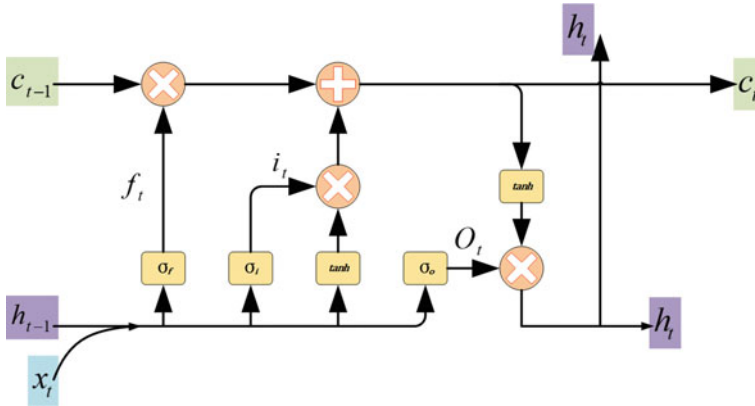 h_t
c_{t-1} c_t
f_t i_t tanh
σ_f σ_i tanh σ_o O_t
h_{t-1} h_t
x_t